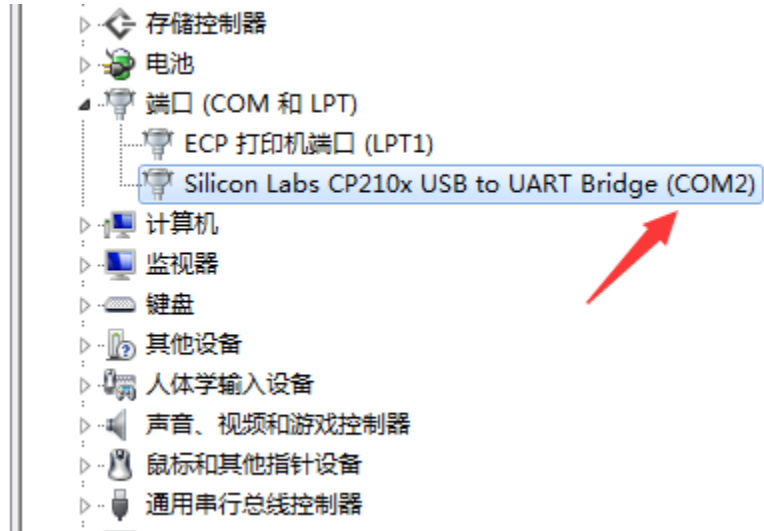 存储控制器
电池
端口 (COM 和 LPT)
ECP 打印机端口 (LPT1)
Silicon Labs CP210x USB to UART Bridge (COM2)
计算机
监视器
键盘
其他设备
人体学输入设备
声音、视频和游戏控制器
鼠标和其他指针设备
通用串行总线控制器